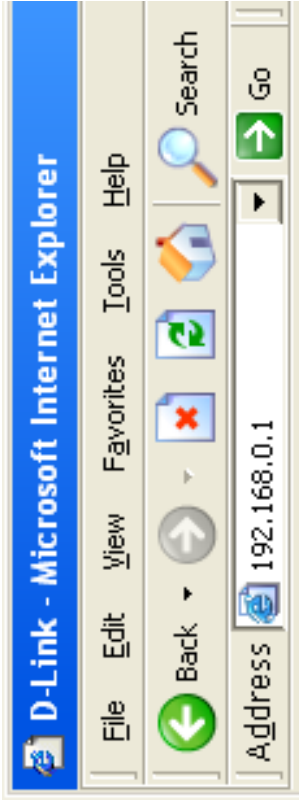 D-Link - Microsoft Internet Explorer
File Edit View Favorites Tools Help
Back Search
Address 192.168.0.1 Go